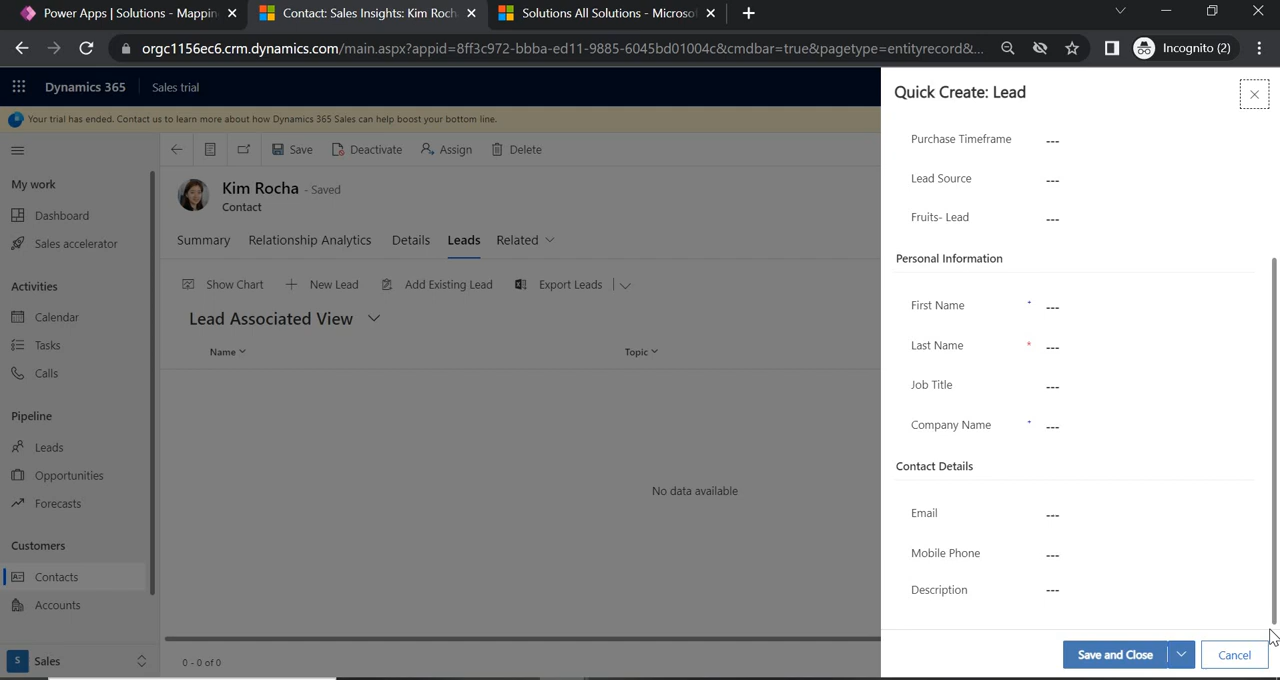 Power Apps | Solutions - Mappin
Contact: Sales Insights: Kim Roch
Solutions All Solutions - Microso
orgc1156ec6.crm.dynamics.com/main.aspx?appid=8ff3c972-bbba-ed11-9885-6045bd01004c&cmdbar=true&pagetype=entityrecord&...
Incognito (2)
Dynamics 365
Sales trial
Your trial has ended. Contact us to learn more about how Dynamics 365 Sales can help boost your bottom line.
My work
Dashboard
Sales accelerator
Activities
Calendar
Tasks
Calls
Pipeline
Leads
Opportunities
Forecasts
Customers
Contacts
Accounts
S Sales
Save
Deactivate
Assign
Delete
Kim Rocha - Saved
Contact
Summary
Relationship Analytics
Details
Leads
Related
Show Chart
New Lead
Add Existing Lead
Export Leads
Lead Associated View
Name
Topic
No data available
0 - 0 of 0
Quick Create: Lead
Purchase Timeframe ---
Lead Source ---
Fruits- Lead ---
Personal Information
First Name + ---
Last Name * ---
Job Title ---
Company Name + ---
Contact Details
Email ---
Mobile Phone ---
Description ---
Save and Close
Cancel